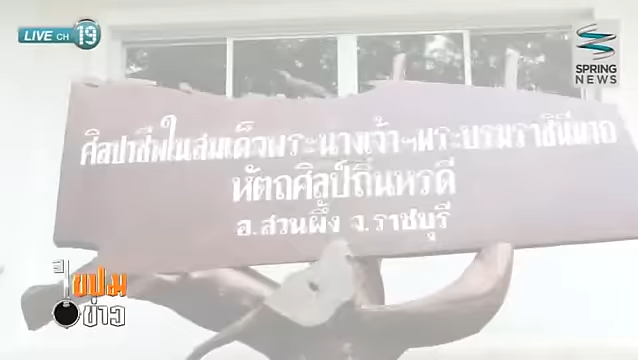 LIVE CH 19
SPRING
NEWS
ศิลปาชีพในสมเด็จพระนางเจ้าฯพระบรมราชินีนาถ
หัตถศิลป์ถิ่นหรดี
อ.สวนผึ้ง จ.ราชบุรี
ไขปม
ข่าว